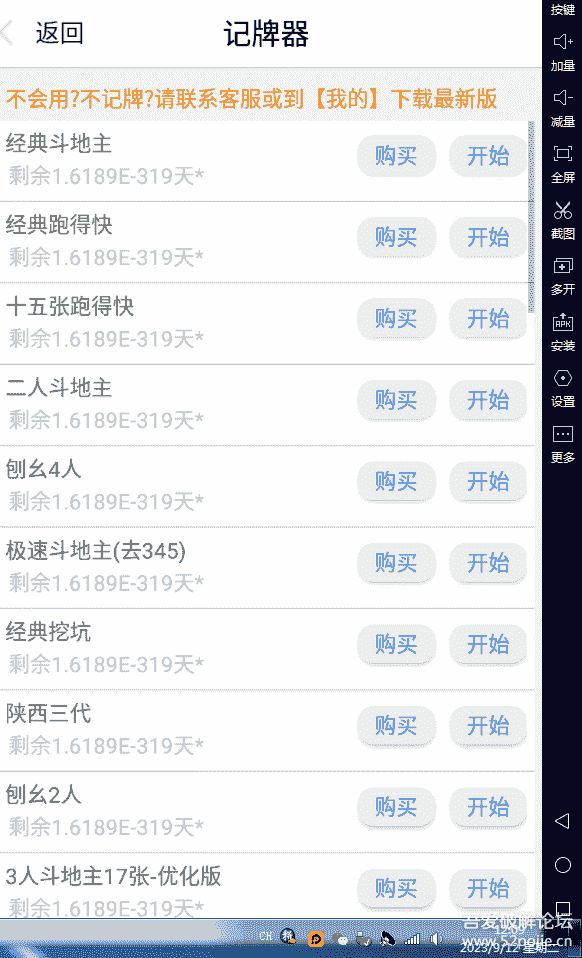 返回
记牌器
不会用?不记牌?请联系客服或到【我的】下载最新版
经典斗地主
剩余1.6189E-319天*
购买
开始
经典跑得快
剩余1.6189E-319天*
购买
开始
十五张跑得快
剩余1.6189E-319天*
购买
开始
二人斗地主
剩余1.6189E-319天*
购买
开始
刨幺4人
剩余1.6189E-319天*
购买
开始
极速斗地主(去345)
剩余1.6189E-319天*
购买
开始
经典挖坑
剩余1.6189E-319天*
购买
开始
陕西三代
剩余1.6189E-319天*
购买
开始
刨幺2人
剩余1.6189E-319天*
购买
开始
3人斗地主17张-优化版
剩余1.6189E-319天*
购买
开始
按键
加量
减量
全屏
截图
多开
APK
安装
设置
更多
CH
吾爱破解论坛
www.52pojie.cn
2023/9/12 星期二